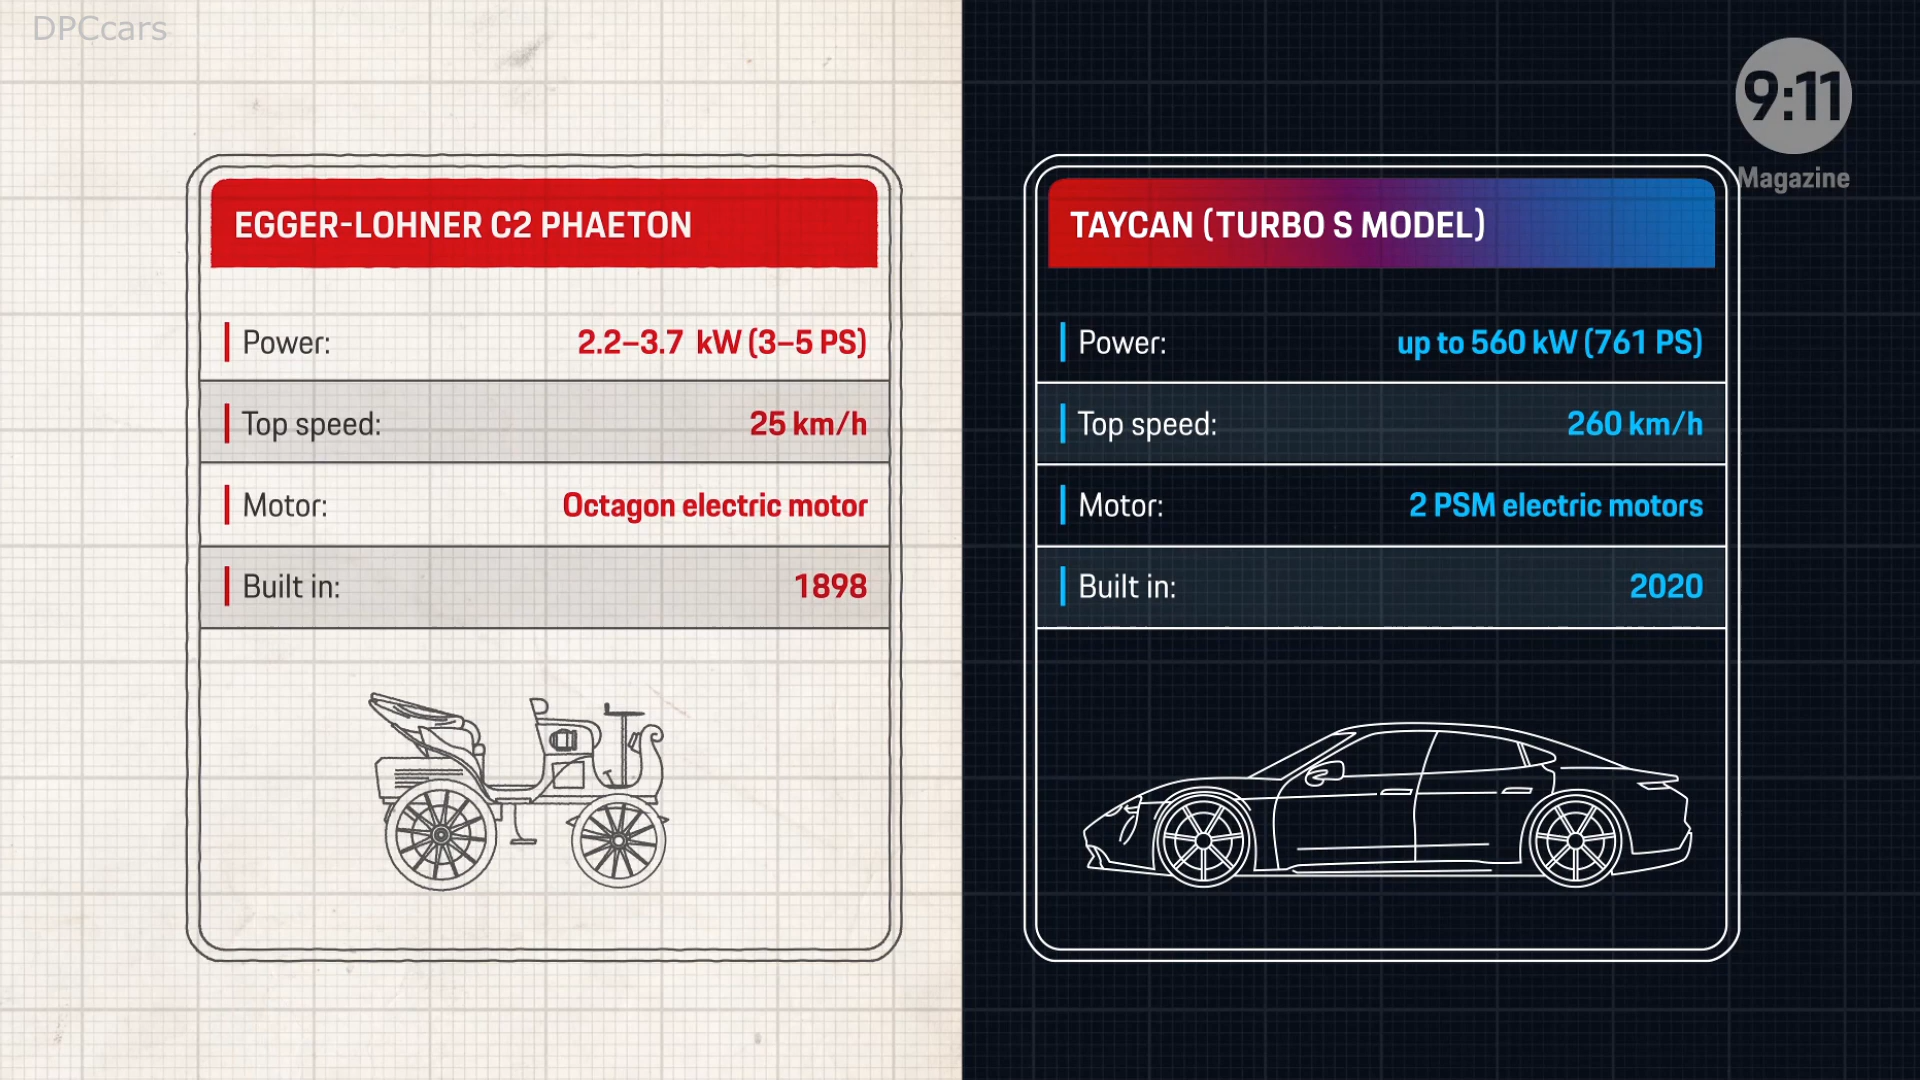 DPCcars
9:11
Magazine
EGGER-LOHNER C2 PHAETON
Power: 2.2–3.7 kW (3–5 PS)
Top speed: 25 km/h
Motor: Octagon electric motor
Built in: 1898
TAYCAN (TURBO S MODEL)
Power: up to 560 kW (761 PS)
Top speed: 260 km/h
Motor: 2 PSM electric motors
Built in: 2020